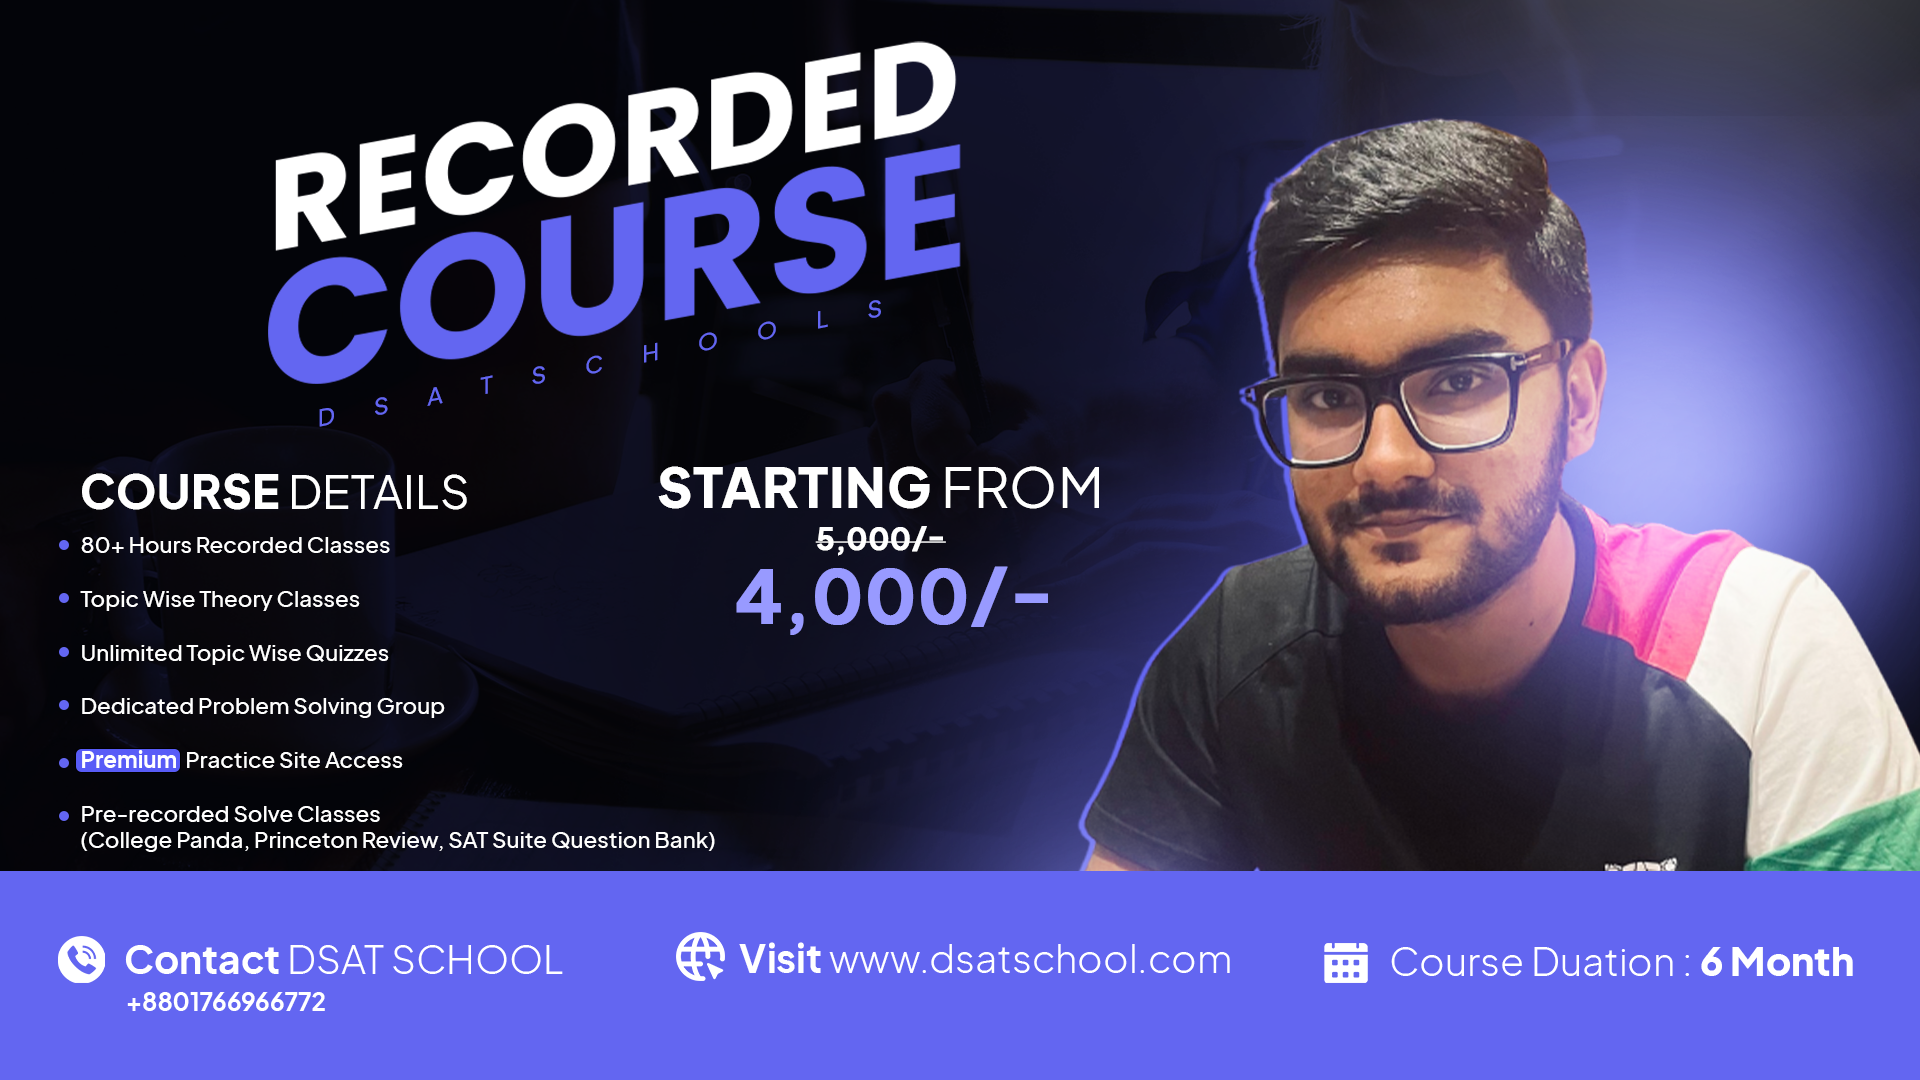 RECORDED
COURSE
DSATSCHOOLS
COURSE DETAILS
80+ Hours Recorded Classes
Topic Wise Theory Classes
Unlimited Topic Wise Quizzes
Dedicated Problem Solving Group
Premium Practice Site Access
Pre-recorded Solve Classes
(College Panda, Princeton Review, SAT Suite Question Bank)
STARTING FROM
5,000/-
4,000/-
Contact DSAT SCHOOL
+8801766966772
Visit www.dsatschool.com
Course Duation : 6 Month